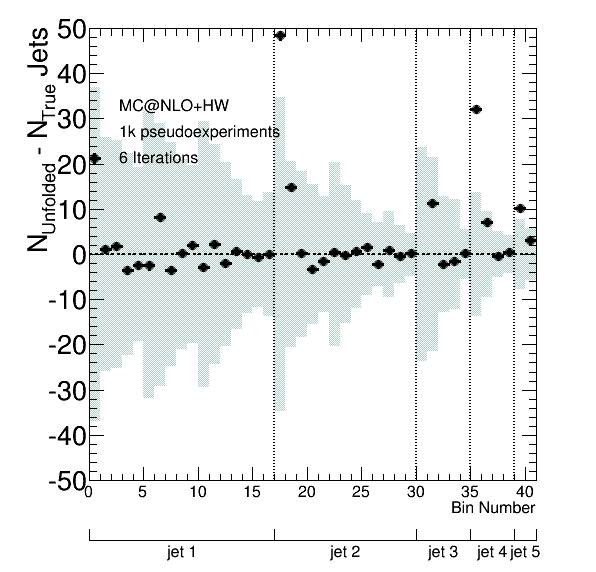 N_Unfolded - N_True Jets
50
40
30
20
10
0
-10
-20
-30
-40
-50
MC@NLO+HW
1k pseudoexperiments
6 Iterations
0 5 10 15 20 25 30 35 40
Bin Number
jet 1 jet 2 jet 3 jet 4 jet 5